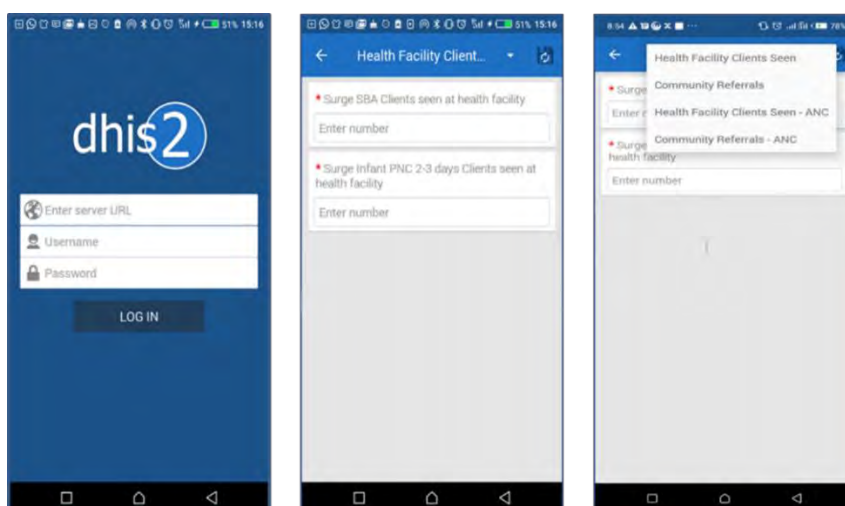 51% 15:16
dhis2
Enter server URL
Username
Password
LOG IN
51% 15:16
Health Facility Client...
* Surge SBA Clients seen at health facility
Enter number
* Surge Infant PNC 2-3 days Clients seen at
health facility
Enter number
8:54 ... 78%
Health Facility Clients Seen
Community Referrals
Health Facility Clients Seen - ANC
Community Referrals - ANC
* Surge
Enter
* Surge
health facility
Enter number